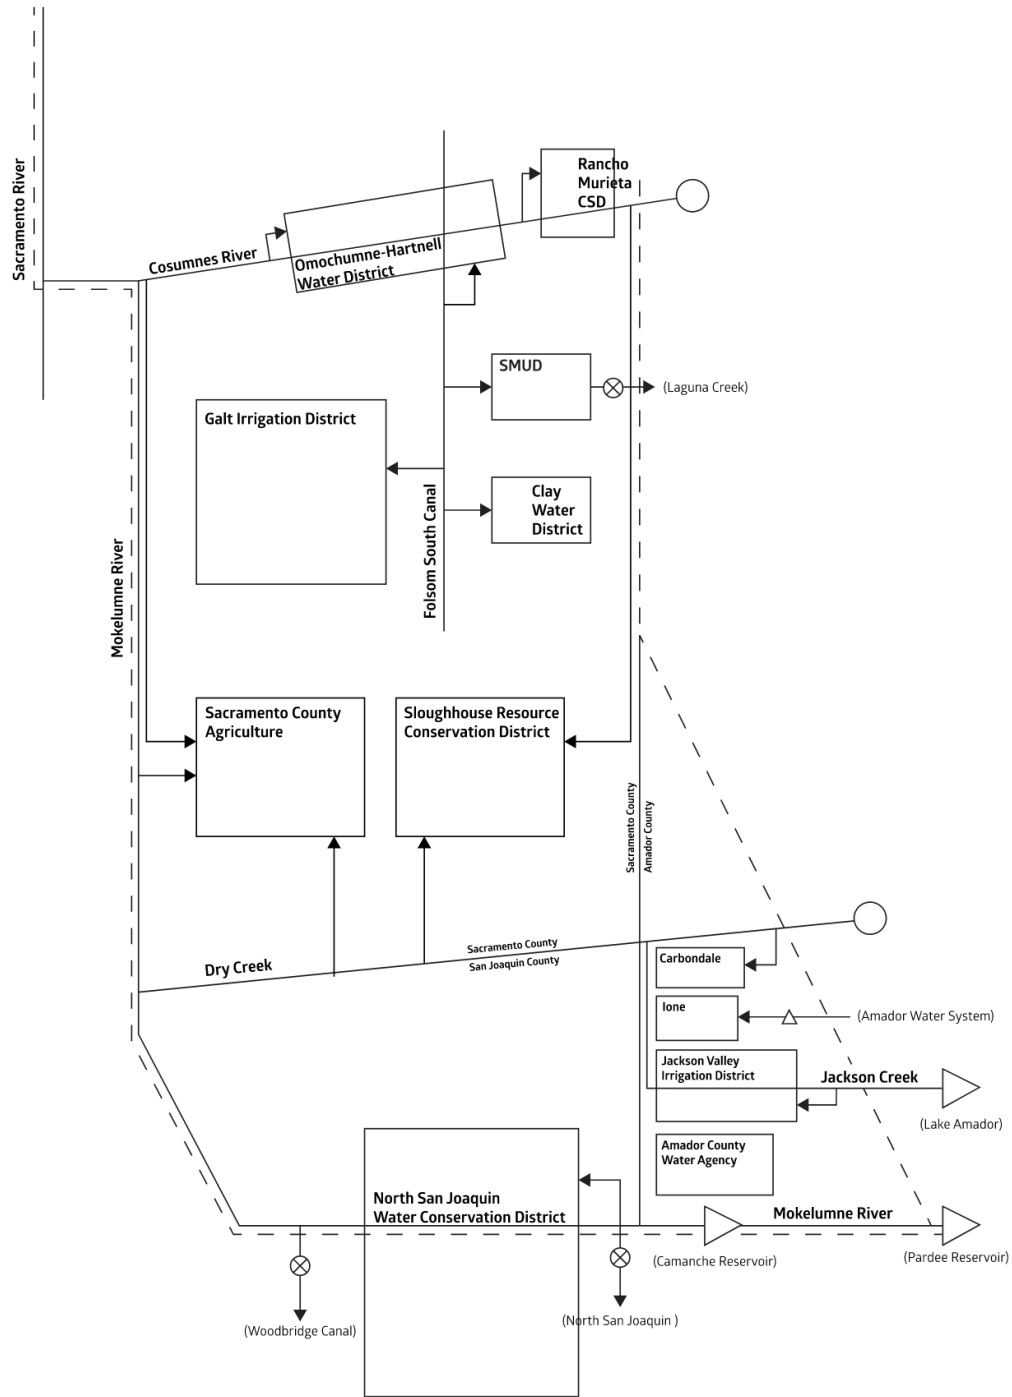 Sacramento River
Rancho
Murieta
CSD
Cosumnes River
Omochumne-Hartnell
Water District
SMUD
(Laguna Creek)
Galt Irrigation District
Clay
Water
District
Folsom South Canal
Mokelumne River
Sacramento County
Agriculture
Sloughhouse Resource
Conservation District
Sacramento County
Amador County
Sacramento County
San Joaquin County
Dry Creek
Carbondale
Ione
(Amador Water System)
Jackson Valley
Irrigation District
Jackson Creek
(Lake Amador)
Amador County
Water Agency
North San Joaquin
Water Conservation District
Mokelumne River
(Camanche Reservoir)
(Pardee Reservoir)
(Woodbridge Canal)
(North San Joaquin )